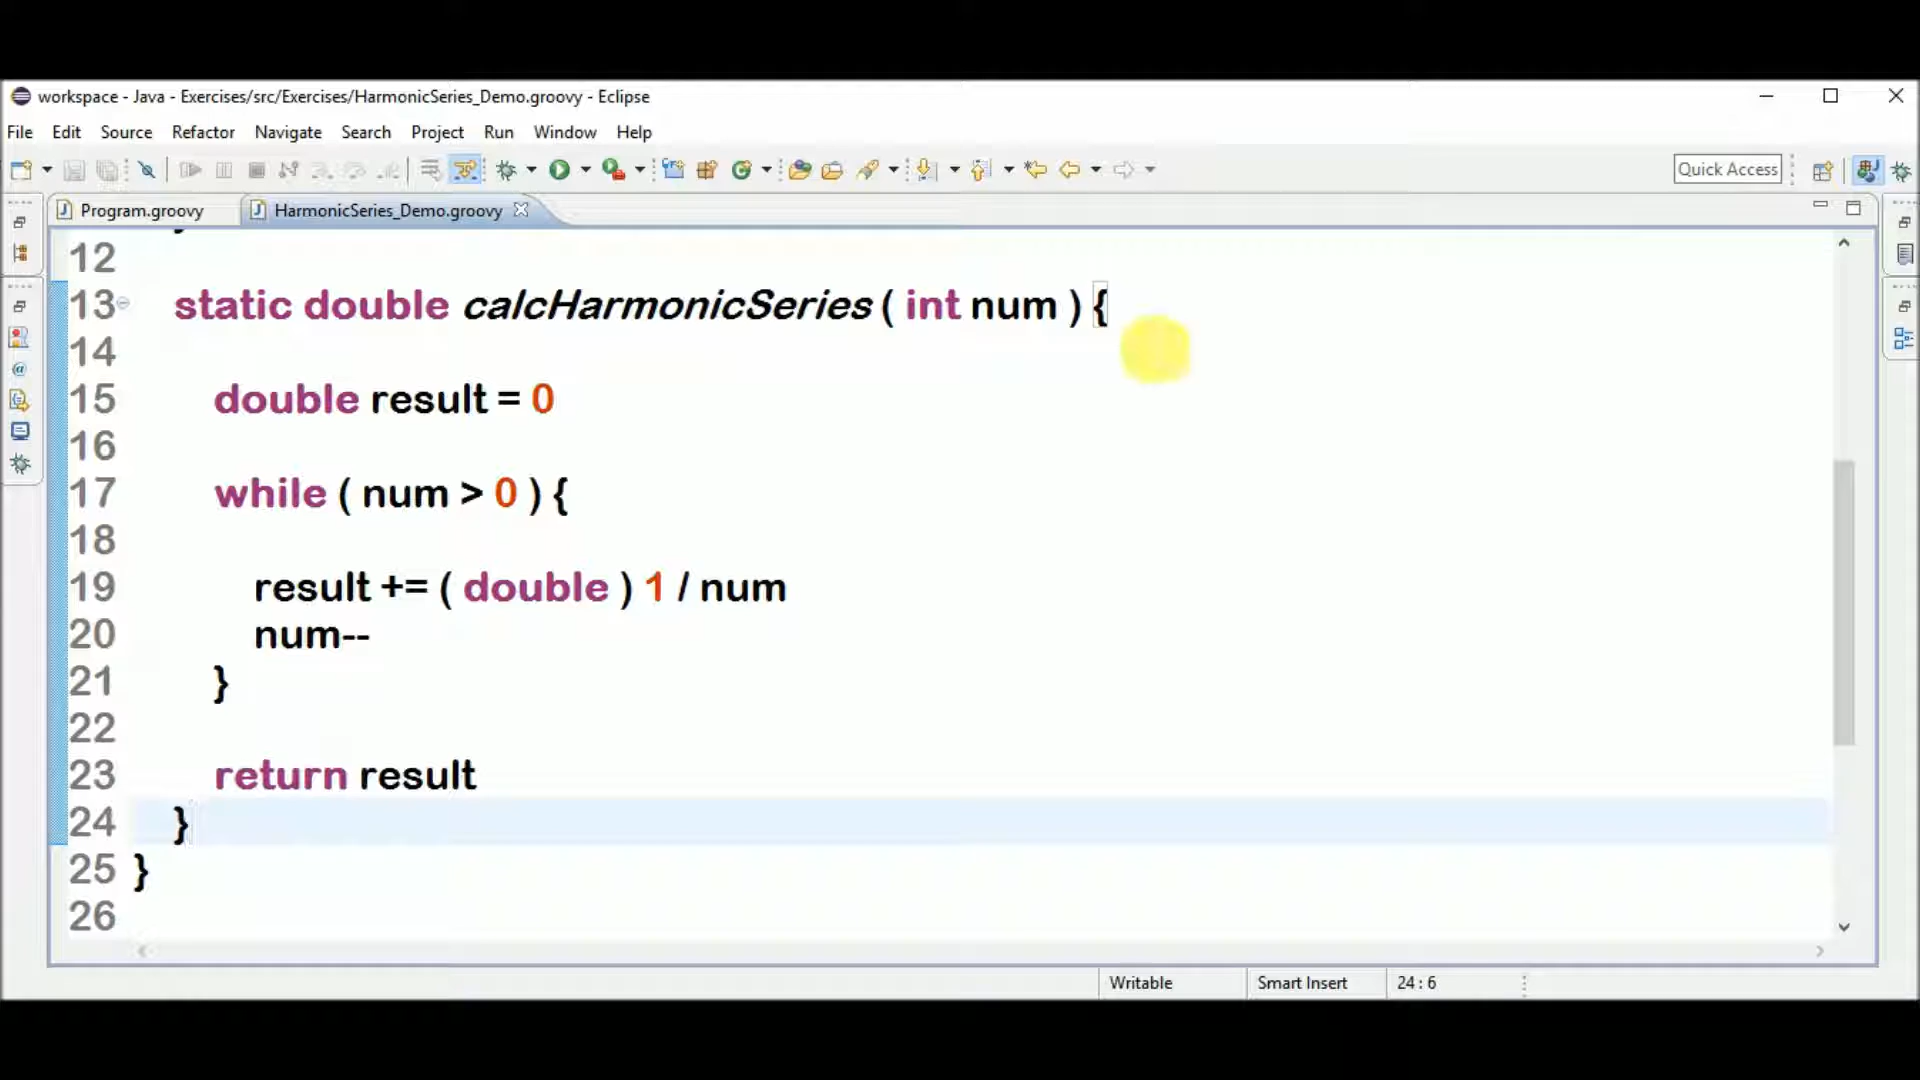 workspace - Java - Exercises/src/Exercises/HarmonicSeries_Demo.groovy - Eclipse
File Edit Source Refactor Navigate Search Project Run Window Help
Quick Access
Program.groovy HarmonicSeries_Demo.groovy
12
13 static double calcHarmonicSeries ( int num ) {
14
15 double result = 0
16
17 while ( num > 0 ) {
18
19 result += ( double ) 1 / num
20 num--
21 }
22
23 return result
24 }
25 }
26
Writable Smart Insert 24 : 6